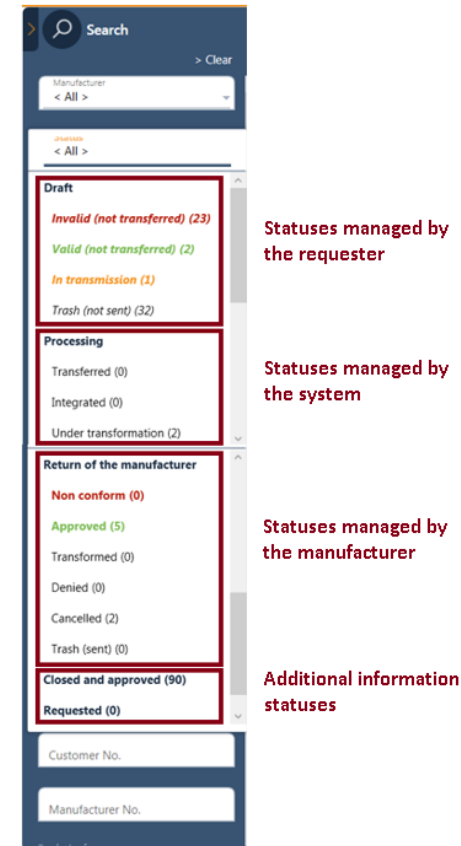 Search
> Clear
Manufacturer
< All >
< All >
Draft
Invalid (not transferred) (23)
Valid (not transferred) (2)
In transmission (1)
Trash (not sent) (32)
Statuses managed by
the requester
Processing
Transferred (0)
Integrated (0)
Under transformation (2)
Statuses managed by
the system
Return of the manufacturer
Non conform (0)
Approved (5)
Transformed (0)
Denied (0)
Cancelled (2)
Trash (sent) (0)
Statuses managed by
the manufacturer
Closed and approved (90)
Requested (0)
Additional information
statuses
Customer No.
Manufacturer No.